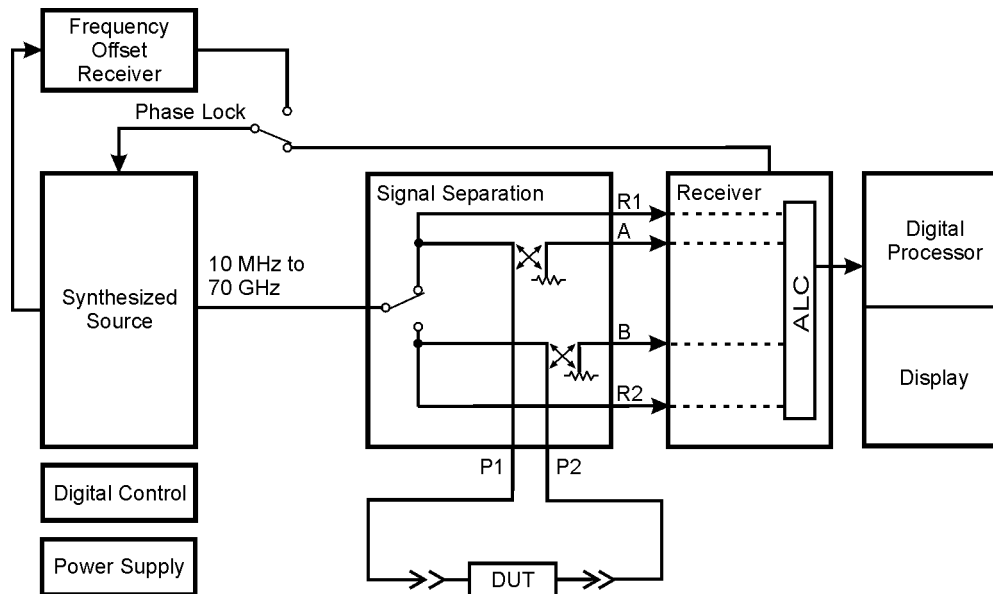 Frequency
Offset
Receiver
Phase Lock
Synthesized
Source
10 MHz to
70 GHz
Signal Separation
R1
A
B
R2
P1
P2
Receiver
ALC
Digital
Processor
Display
Digital Control
Power Supply
DUT